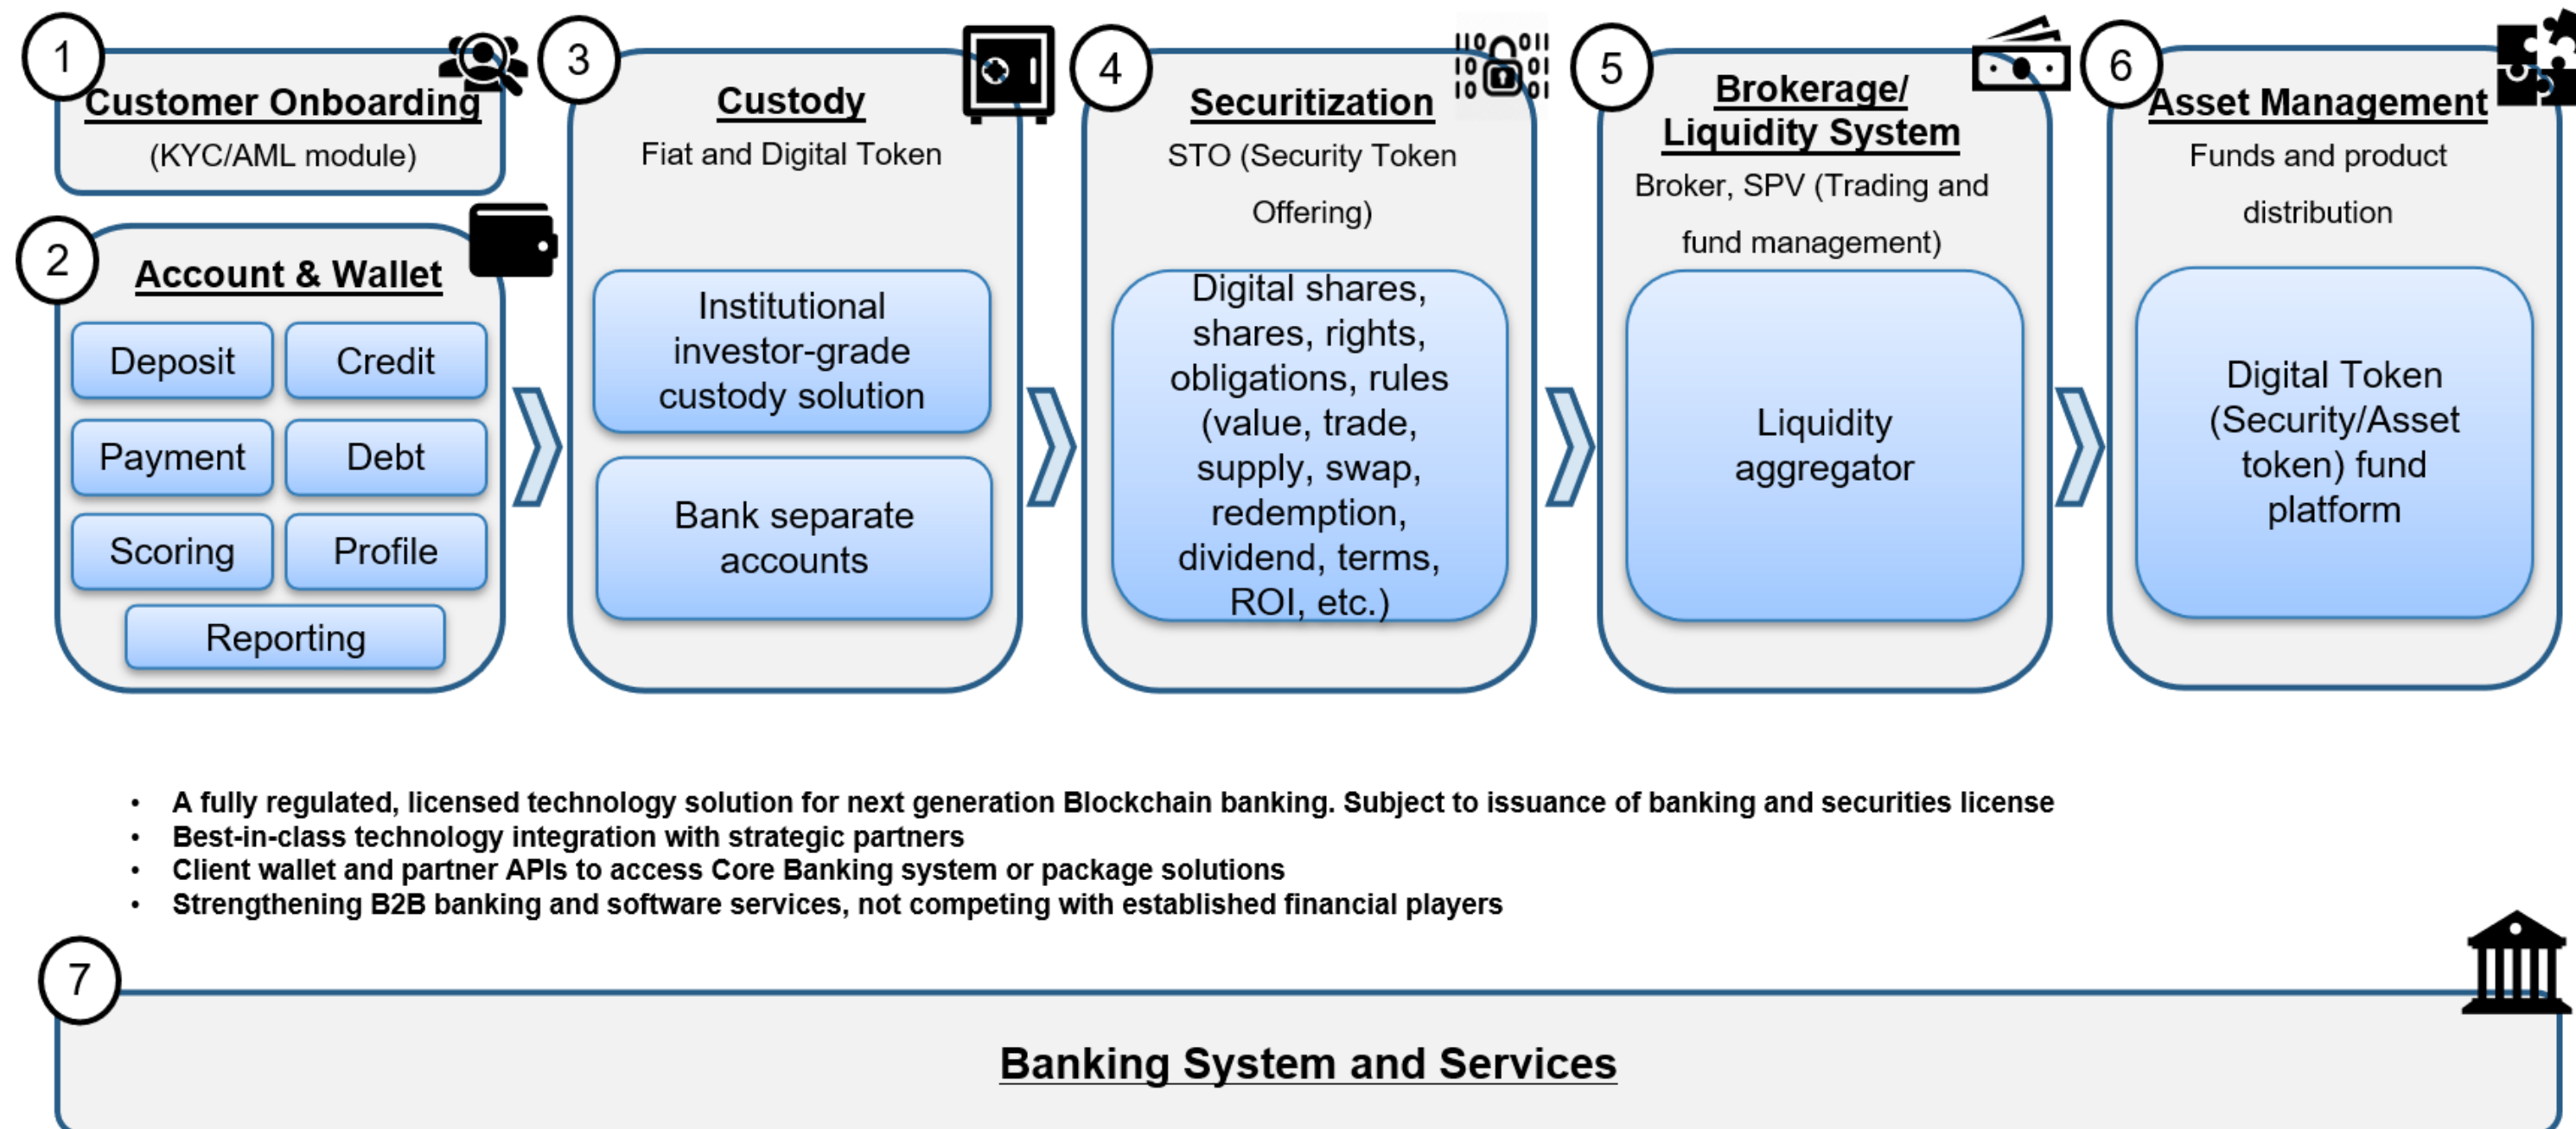 1
Customer Onboarding
(KYC/AML module)
2
Account & Wallet
Deposit
Credit
Payment
Debt
Scoring
Profile
Reporting
3
Custody
Fiat and Digital Token
Institutional
investor-grade
custody solution
Bank separate
accounts
4
Securitization
STO (Security Token
Offering)
Digital shares,
shares, rights,
obligations, rules
(value, trade,
supply, swap,
redemption,
dividend, terms,
ROI, etc.)
5
Brokerage/
Liquidity System
Broker, SPV (Trading and
fund management)
Liquidity
aggregator
6
Asset Management
Funds and product
distribution
Digital Token
(Security/Asset
token) fund
platform
• A fully regulated, licensed technology solution for next generation Blockchain banking. Subject to issuance of banking and securities license
• Best-in-class technology integration with strategic partners
• Client wallet and partner APIs to access Core Banking system or package solutions
• Strengthening B2B banking and software services, not competing with established financial players
7
Banking System and Services